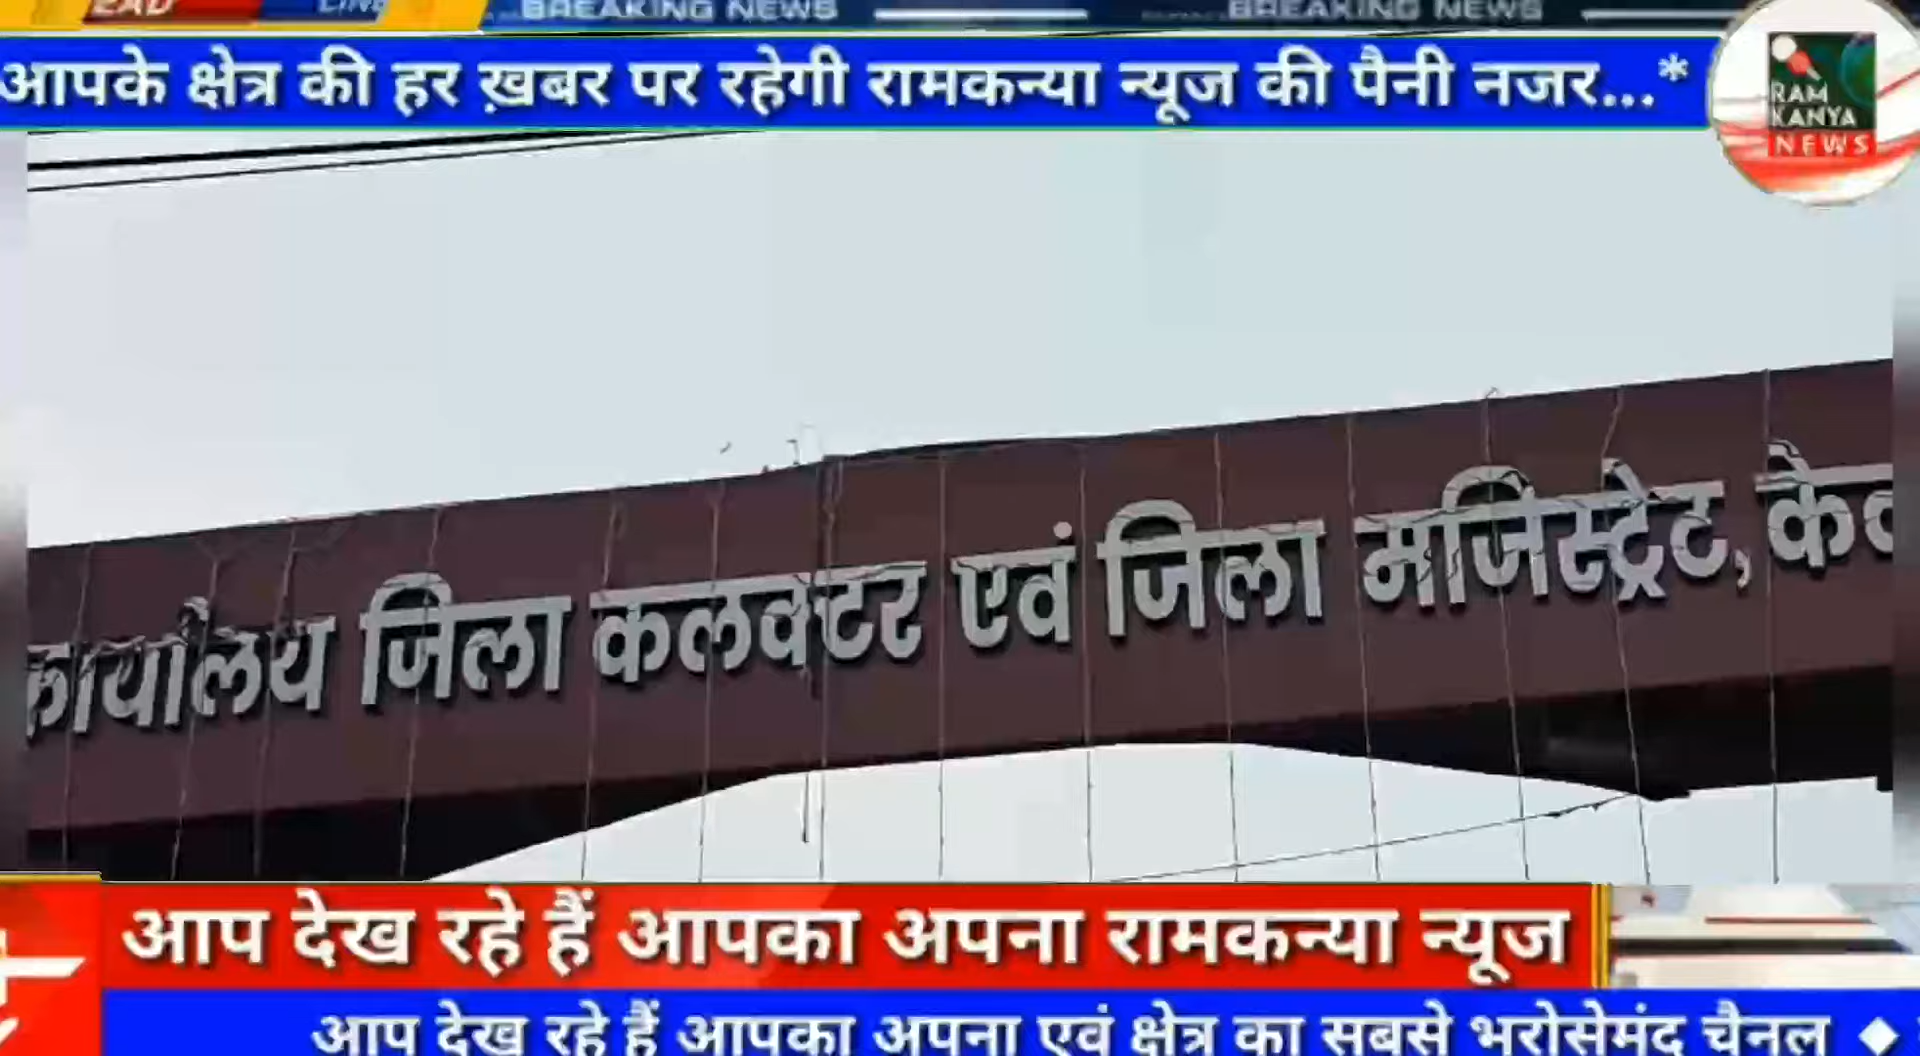 BREAKING NEWS BREAKING NEWS
आपके क्षेत्र की हर ख़बर पर रहेगी रामकन्या न्यूज की पैनी नजर...*
RAM
KANYA
NEWS
कार्यालय जिला कलक्टर एवं जिला मजिस्ट्रेट,
आप देख रहे हैं आपका अपना रामकन्या न्यूज
आप देख रहे हैं आपका अपना एवं क्षेत्र का सबसे भरोसेमंद चैनल ◆